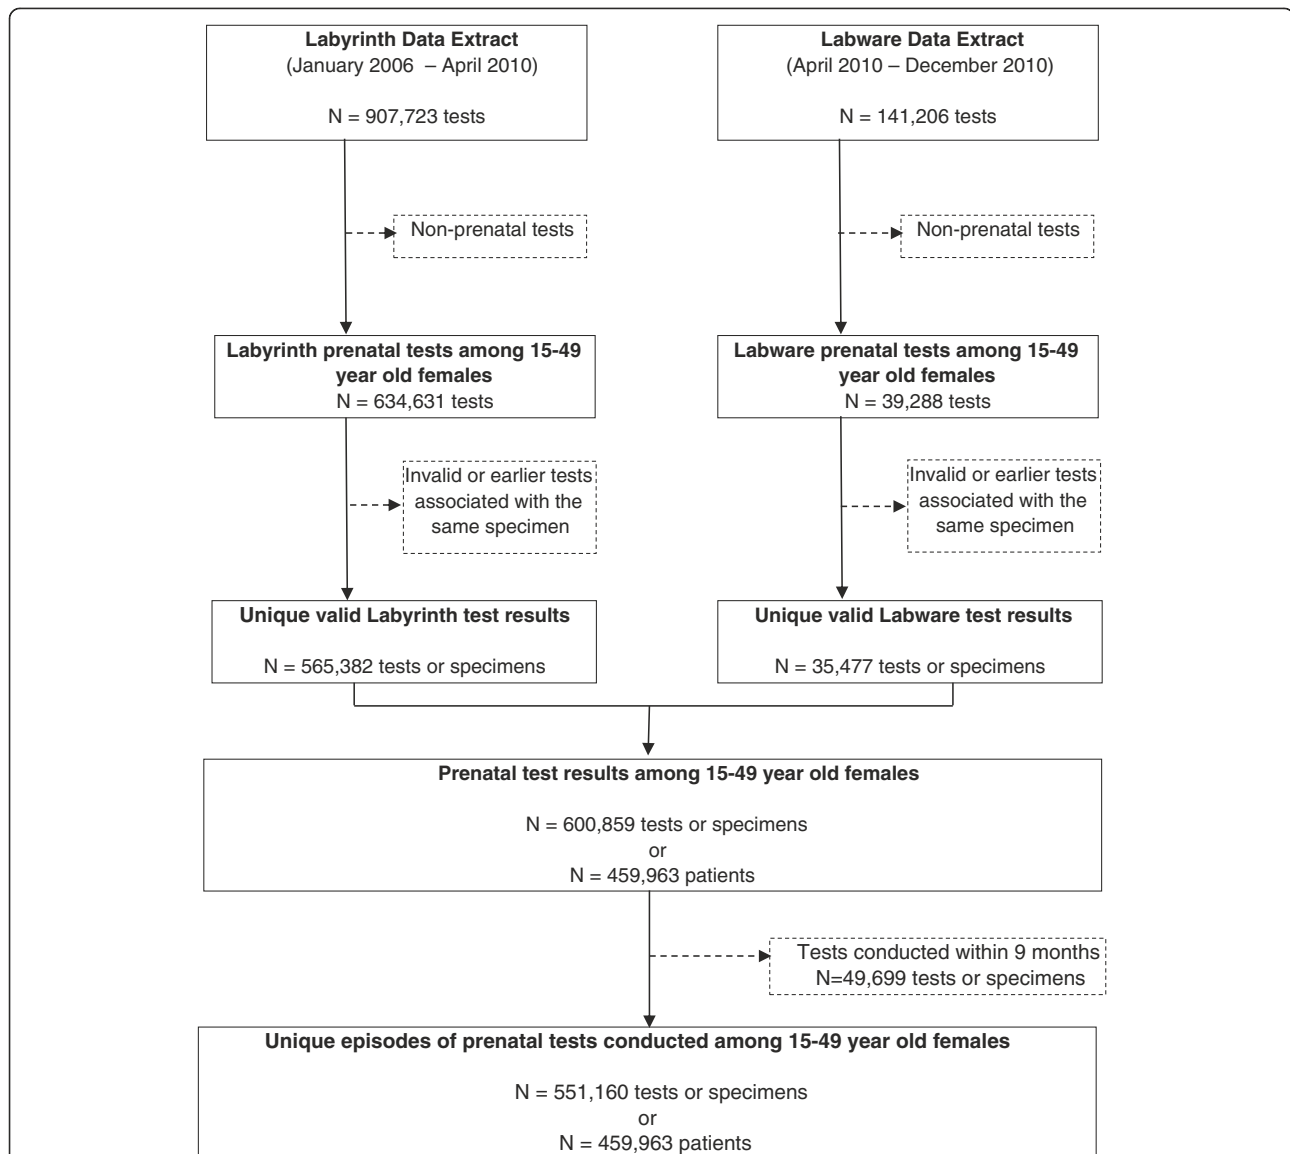 Labyrinth Data Extract
(January 2006 – April 2010)
N = 907,723 tests
Labware Data Extract
(April 2010 – December 2010)
N = 141,206 tests
Non-prenatal tests
Non-prenatal tests
Labyrinth prenatal tests among 15-49
year old females
N = 634,631 tests
Labware prenatal tests among 15-49
year old females
N = 39,288 tests
Invalid or earlier tests
associated with the
same specimen
Invalid or earlier tests
associated with the
same specimen
Unique valid Labyrinth test results
N = 565,382 tests or specimens
Unique valid Labware test results
N = 35,477 tests or specimens
Prenatal test results among 15-49 year old females
N = 600,859 tests or specimens
or
N = 459,963 patients
Tests conducted within 9 months
N=49,699 tests or specimens
Unique episodes of prenatal tests conducted among 15-49 year old females
N = 551,160 tests or specimens
or
N = 459,963 patients